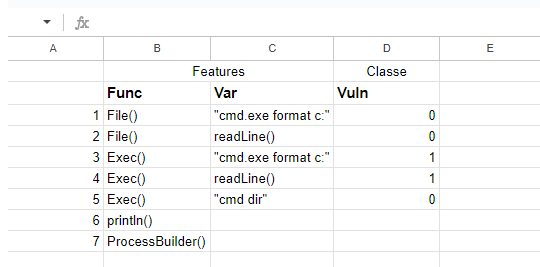 fx
A B C D E
Features Classe
Func Var Vuln
1 File() "cmd.exe format c:" 0
2 File() readLine() 0
3 Exec() "cmd.exe format c:" 1
4 Exec() readLine() 1
5 Exec() "cmd dir" 0
6 println()
7 ProcessBuilder()